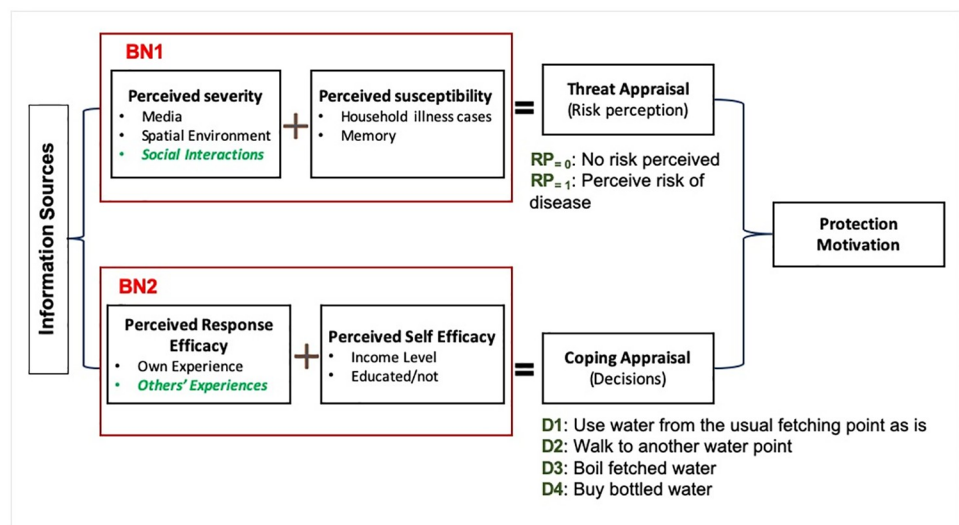 Information Sources
BN1
Perceived severity
• Media
• Spatial Environment
• Social Interactions
+
Perceived susceptibility
• Household illness cases
• Memory
=
Threat Appraisal
(Risk perception)
RP= 0: No risk perceived
RP= 1: Perceive risk of
disease
BN2
Perceived Response
Efficacy
• Own Experience
• Others' Experiences
+
Perceived Self Efficacy
• Income Level
• Educated/not
=
Coping Appraisal
(Decisions)
D1: Use water from the usual fetching point as is
D2: Walk to another water point
D3: Boil fetched water
D4: Buy bottled water
Protection
Motivation